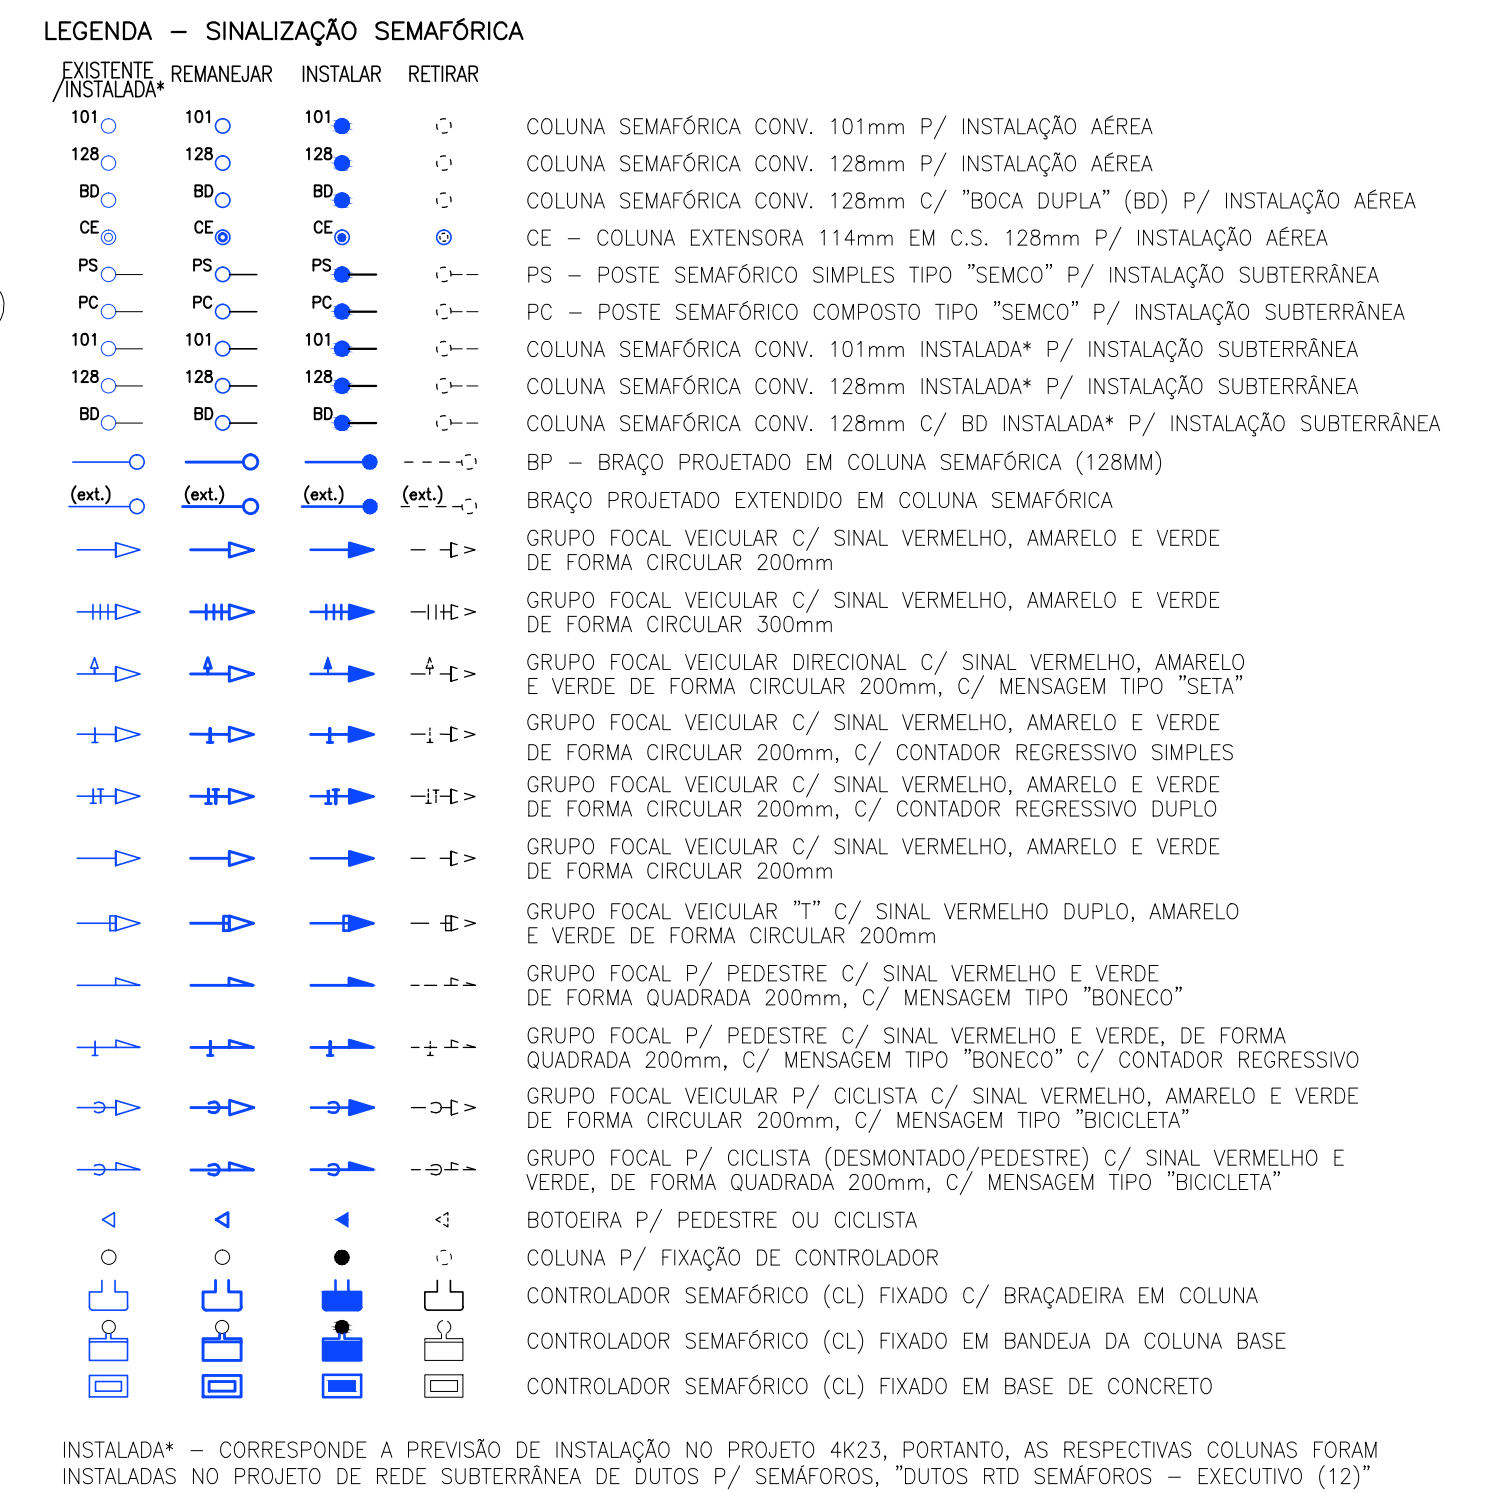 LEGENDA – SINALIZAÇÃO SEMAFÓRICA
EXISTENTE
/INSTALADA* REMANEJAR INSTALAR RETIRAR
101 101 101 COLUNA SEMAFÓRICA CONV. 101mm P/ INSTALAÇÃO AÉREA
128 128 128 COLUNA SEMAFÓRICA CONV. 128mm P/ INSTALAÇÃO AÉREA
BD BD BD COLUNA SEMAFÓRICA CONV. 128mm C/ "BOCA DUPLA" (BD) P/ INSTALAÇÃO AÉREA
CE CE CE CE – COLUNA EXTENSORA 114mm EM C.S. 128mm P/ INSTALAÇÃO AÉREA
PS PS PS PS – POSTE SEMAFÓRICO SIMPLES TIPO "SEMCO" P/ INSTALAÇÃO SUBTERRÂNEA
PC PC PC PC – POSTE SEMAFÓRICO COMPOSTO TIPO "SEMCO" P/ INSTALAÇÃO SUBTERRÂNEA
101 101 101 COLUNA SEMAFÓRICA CONV. 101mm INSTALADA* P/ INSTALAÇÃO SUBTERRÂNEA
128 128 128 COLUNA SEMAFÓRICA CONV. 128mm INSTALADA* P/ INSTALAÇÃO SUBTERRÂNEA
BD BD BD COLUNA SEMAFÓRICA CONV. 128mm C/ BD INSTALADA* P/ INSTALAÇÃO SUBTERRÂNEA
BP – BRAÇO PROJETADO EM COLUNA SEMAFÓRICA (128MM)
(ext.) (ext.) (ext.) (ext.) BRAÇO PROJETADO EXTENDIDO EM COLUNA SEMAFÓRICA
GRUPO FOCAL VEICULAR C/ SINAL VERMELHO, AMARELO E VERDE
DE FORMA CIRCULAR 200mm
GRUPO FOCAL VEICULAR C/ SINAL VERMELHO, AMARELO E VERDE
DE FORMA CIRCULAR 300mm
GRUPO FOCAL VEICULAR DIRECIONAL C/ SINAL VERMELHO, AMARELO
E VERDE DE FORMA CIRCULAR 200mm, C/ MENSAGEM TIPO "SETA"
GRUPO FOCAL VEICULAR C/ SINAL VERMELHO, AMARELO E VERDE
DE FORMA CIRCULAR 200mm, C/ CONTADOR REGRESSIVO SIMPLES
GRUPO FOCAL VEICULAR C/ SINAL VERMELHO, AMARELO E VERDE
DE FORMA CIRCULAR 200mm, C/ CONTADOR REGRESSIVO DUPLO
GRUPO FOCAL VEICULAR C/ SINAL VERMELHO, AMARELO E VERDE
DE FORMA CIRCULAR 200mm
GRUPO FOCAL VEICULAR "T" C/ SINAL VERMELHO DUPLO, AMARELO
E VERDE DE FORMA CIRCULAR 200mm
GRUPO FOCAL P/ PEDESTRE C/ SINAL VERMELHO E VERDE
DE FORMA QUADRADA 200mm, C/ MENSAGEM TIPO "BONECO"
GRUPO FOCAL P/ PEDESTRE C/ SINAL VERMELHO E VERDE, DE FORMA
QUADRADA 200mm, C/ MENSAGEM TIPO "BONECO" C/ CONTADOR REGRESSIVO
GRUPO FOCAL VEICULAR P/ CICLISTA C/ SINAL VERMELHO, AMARELO E VERDE
DE FORMA CIRCULAR 200mm, C/ MENSAGEM TIPO "BICICLETA"
GRUPO FOCAL P/ CICLISTA (DESMONTADO/PEDESTRE) C/ SINAL VERMELHO E
VERDE, DE FORMA QUADRADA 200mm, C/ MENSAGEM TIPO "BICICLETA"
BOTOEIRA P/ PEDESTRE OU CICLISTA
COLUNA P/ FIXAÇÃO DE CONTROLADOR
CONTROLADOR SEMAFÓRICO (CL) FIXADO C/ BRAÇADEIRA EM COLUNA
CONTROLADOR SEMAFÓRICO (CL) FIXADO EM BANDEJA DA COLUNA BASE
CONTROLADOR SEMAFÓRICO (CL) FIXADO EM BASE DE CONCRETO
INSTALADA* – CORRESPONDE A PREVISÃO DE INSTALAÇÃO NO PROJETO 4K23, PORTANTO, AS RESPECTIVAS COLUNAS FORAM
INSTALADAS NO PROJETO DE REDE SUBTERRÂNEA DE DUTOS P/ SEMÁFOROS, "DUTOS RTD SEMÁFOROS – EXECUTIVO (12)"